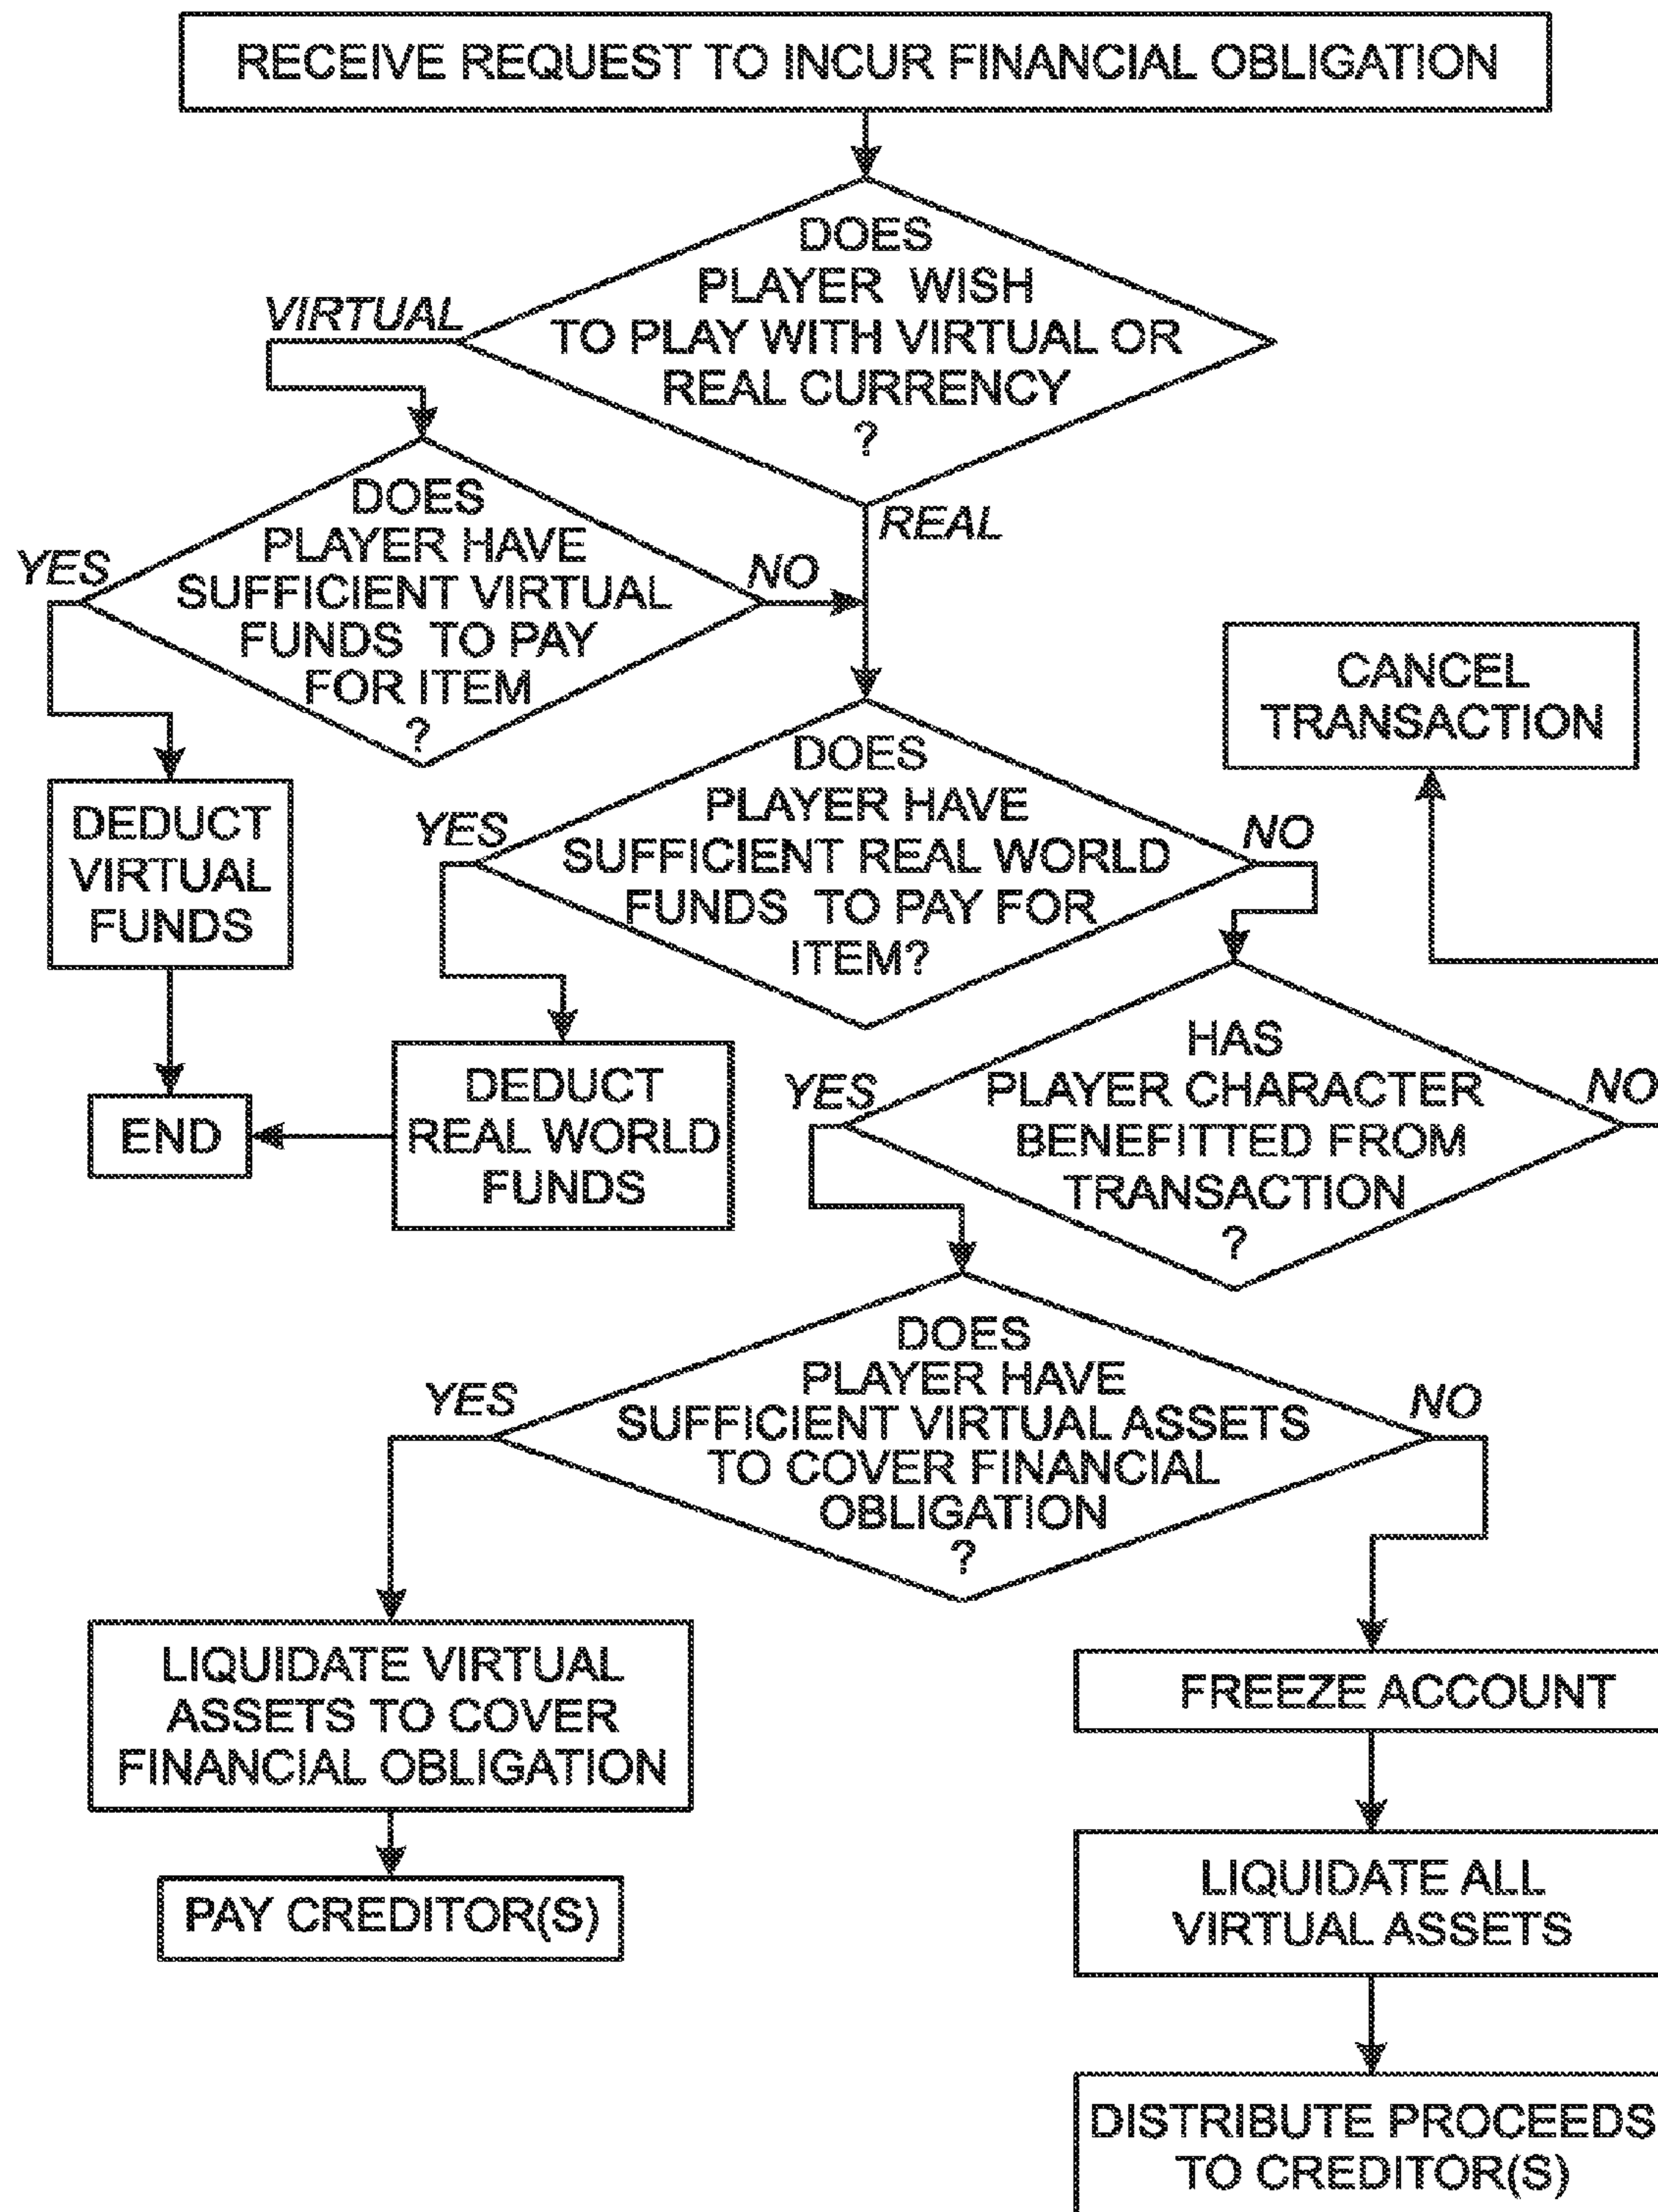 RECEIVE REQUEST TO INCUR FINANCIAL OBLIGATION
DOES
PLAYER WISH
TO PLAY WITH VIRTUAL OR
REAL CURRENCY
?
VIRTUAL
REAL
DOES
PLAYER HAVE
SUFFICIENT VIRTUAL
FUNDS TO PAY
FOR ITEM
?
YES
NO
DEDUCT
VIRTUAL
FUNDS
END
DOES
PLAYER HAVE
SUFFICIENT REAL WORLD
FUNDS TO PAY FOR
ITEM?
YES
NO
DEDUCT
REAL WORLD
FUNDS
CANCEL
TRANSACTION
HAS
PLAYER CHARACTER
BENEFITTED FROM
TRANSACTION
?
YES
NO
DOES
PLAYER HAVE
SUFFICIENT VIRTUAL ASSETS
TO COVER FINANCIAL
OBLIGATION
?
YES
NO
LIQUIDATE VIRTUAL
ASSETS TO COVER
FINANCIAL OBLIGATION
PAY CREDITOR(S)
FREEZE ACCOUNT
LIQUIDATE ALL
VIRTUAL ASSETS
DISTRIBUTE PROCEEDS
TO CREDITOR(S)